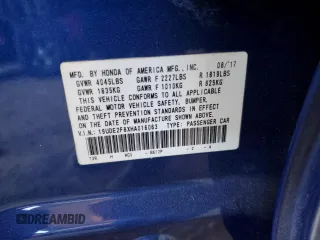 MFD. BY HONDA OF AMERICA MFG., INC. 08/17
GVWR 4045LBS GAWR F 2227LBS R 1819LBS
GVWR 1835KG GAWR F 1010KG R 825KG
THIS VEHICLE CONFORMS TO ALL APPLICABLE
FEDERAL MOTOR VEHICLE SAFETY, BUMPER,
AND THEFT PREVENTION STANDARDS IN EFFECT
ON THE DATE OF MANUFACTURE SHOWN ABOVE.
V.I.N.: 19UDE2F8XHA016063 TYPE: PASSENGER CAR
DREAMBID